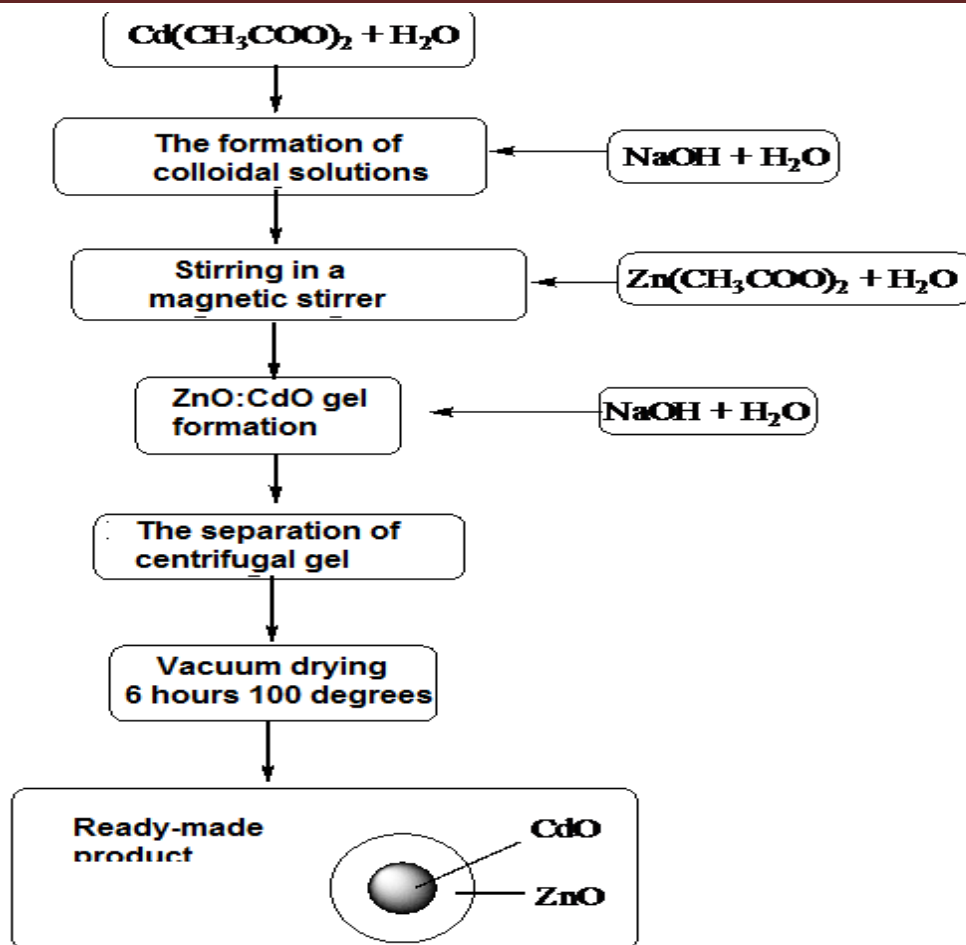 Cd(CH₃COO)₂ + H₂O
The formation of
colloidal solutions
NaOH + H₂O
Stirring in a
magnetic stirrer
Zn(CH₃COO)₂ + H₂O
ZnO:CdO gel
formation
NaOH + H₂O
: The separation of
centrifugal gel
Vacuum drying
6 hours 100 degrees
Ready-made
product
CdO
ZnO